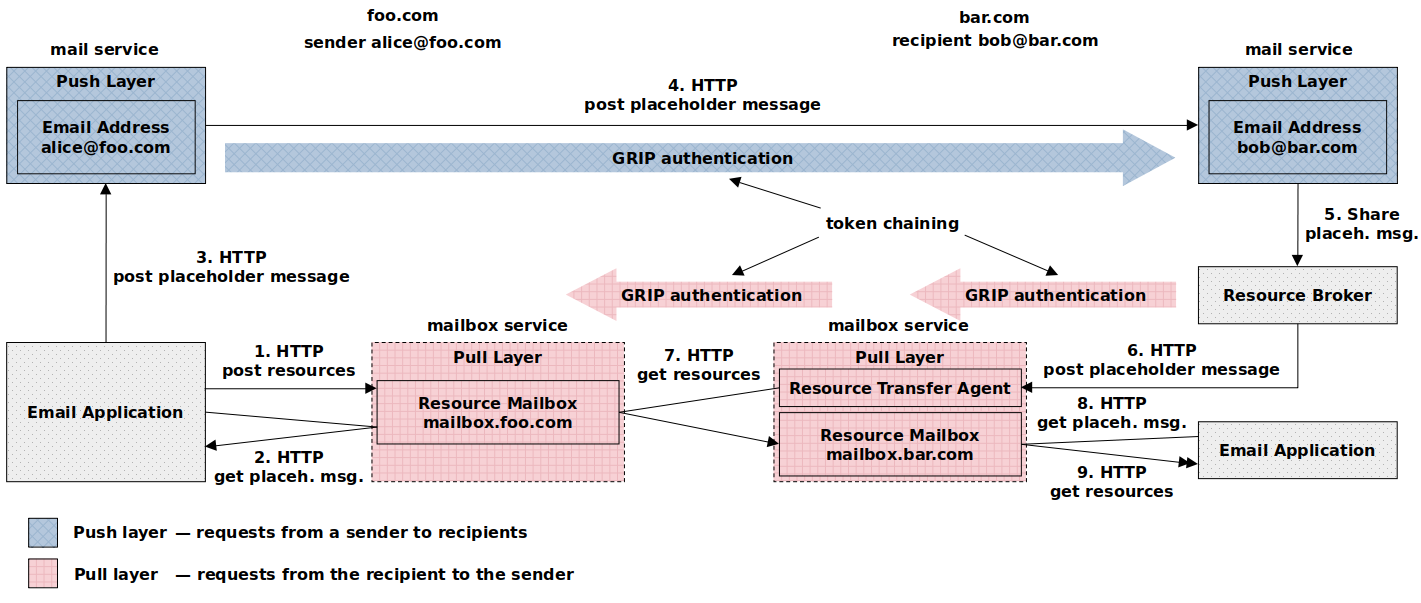 foo.com
sender alice@foo.com
bar.com
recipient bob@bar.com
mail service
Push Layer
Email Address
alice@foo.com
4. HTTP
post placeholder message
GRIP authentication
mail service
Push Layer
Email Address
bob@bar.com
token chaining
3. HTTP
post placeholder message
5. Share
placeh. msg.
GRIP authentication
GRIP authentication
Resource Broker
Email Application
1. HTTP
post resources
2. HTTP
get placeh. msg.
mailbox service
Pull Layer
Resource Mailbox
mailbox.foo.com
7. HTTP
get resources
mailbox service
Pull Layer
Resource Transfer Agent
Resource Mailbox
mailbox.bar.com
6. HTTP
post placeholder message
8. HTTP
get placeh. msg.
9. HTTP
get resources
Email Application
Push layer — requests from a sender to recipients
Pull layer — requests from the recipient to the sender